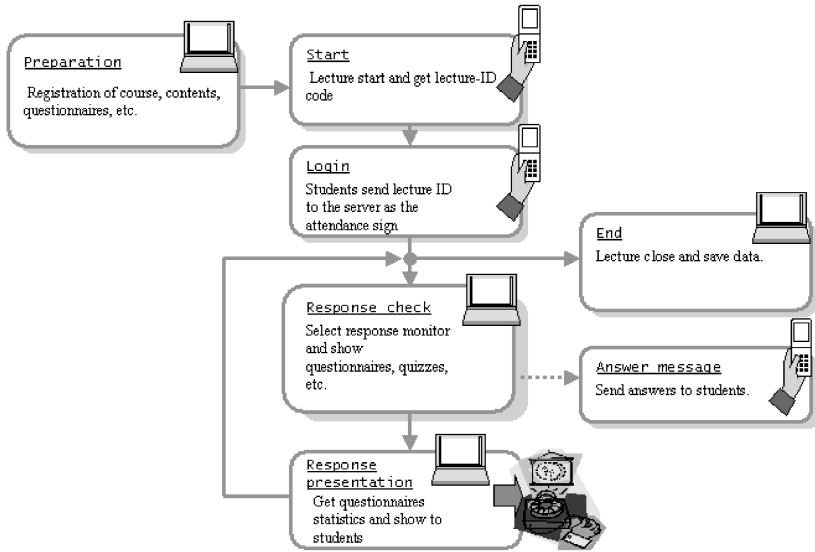 Preparation
Registration of course, contents,
questionnaires, etc.
Start
Lecture start and get lecture-ID
code
Login
Students send lecture ID
to the server as the
attendance sign
End
Lecture close and save data.
Response check
Select response monitor
and show
questionnaires, quizzes,
etc.
Answer message
Send answers to students.
Response
presentation
Get questionnaires
statistics and show to
students